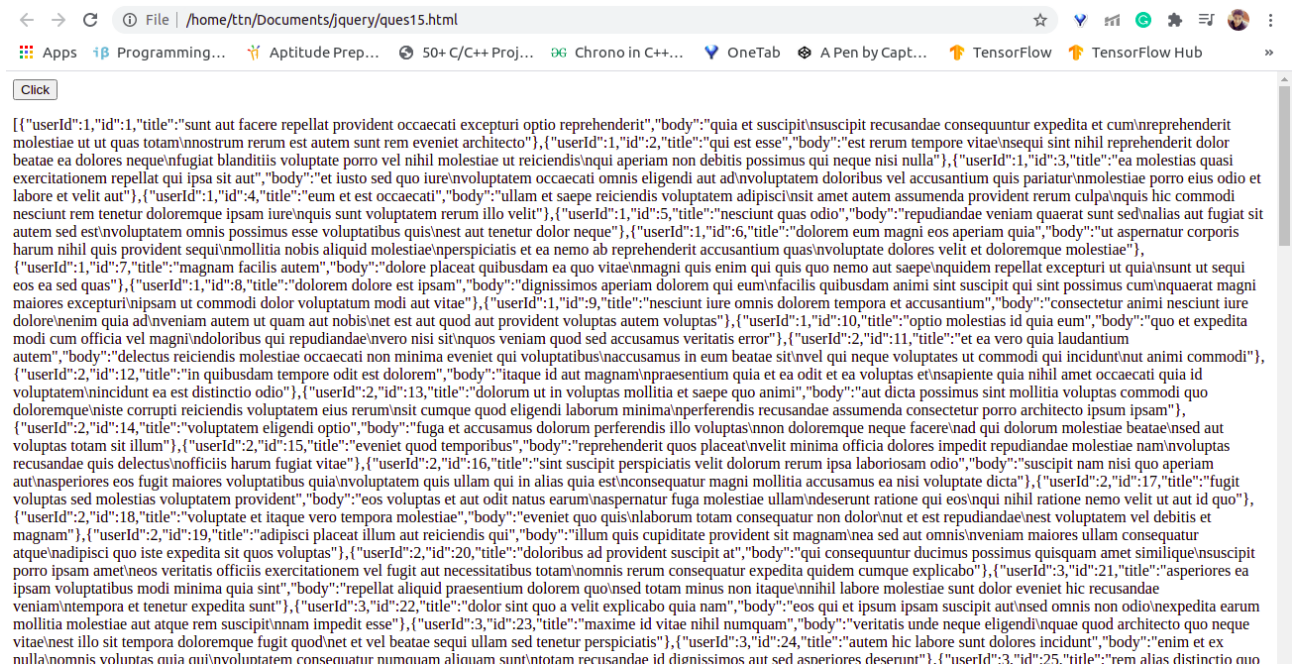 File | /home/ttn/Documents/jquery/ques15.html
Apps Programming... Aptitude Prep... 50+ C/C++ Proj... Chrono in C++... OneTab A Pen by Capt... TensorFlow TensorFlow Hub »
Click
[{"userId":1,"id":1,"title":"sunt aut facere repellat provident occaecati excepturi optio reprehenderit","body":"quia et suscipit\nsuscipit recusandae consequuntur expedita et cum\nreprehenderit
molestiae ut ut quas totam\nnostrum rerum est autem sunt rem eveniet architecto"},{"userId":1,"id":2,"title":"qui est esse","body":"est rerum tempore vitae\nsequi sint nihil reprehenderit dolor
beatae ea dolores neque\nfugiat blanditiis voluptate porro vel nihil molestiae ut reiciendis\nqui aperiam non debitis possimus qui neque nisi nulla"},{"userId":1,"id":3,"title":"ea molestias quasi
exercitationem repellat qui ipsa sit aut","body":"et iusto sed quo iure\nvoluptatem occaecati omnis eligendi aut ad\nvoluptatem doloribus vel accusantium quis pariatur\nmolestiae porro eius odio et
labore et velit aut"},{"userId":1,"id":4,"title":"eum et est occaecati","body":"ullam et saepe reiciendis voluptatem adipisci\nsit amet autem assumenda provident rerum culpa\nquis hic commodi
nesciunt rem tenetur doloremque ipsam iure\nquis sunt voluptatem rerum illo velit"},{"userId":1,"id":5,"title":"nesciunt quas odio","body":"repudiandae veniam quaerat sunt sed\nalias aut fugiat sit
autem sed est\nvoluptatem omnis possimus esse voluptatibus quis\nest aut tenetur dolor neque"},{"userId":1,"id":6,"title":"dolorem eum magni eos aperiam quia","body":"ut aspernatur corporis
harum nihil quis provident sequi\nmollitia nobis aliquid molestiae\nperspiciatis et ea nemo ab reprehenderit accusantium quas\nvoluptate dolores velit et doloremque molestiae"},
{"userId":1,"id":7,"title":"magnam facilis autem","body":"dolore placeat quibusdam ea quo vitae\nmagni quis enim qui quis quo nemo aut saepe\nquidem repellat excepturi ut quia\nsunt ut sequi
eos ea sed quas"},{"userId":1,"id":8,"title":"dolorem dolore est ipsam","body":"dignissimos aperiam dolorem qui eum\nfacilis quibusdam animi sint suscipit qui sint possimus cum\nquaerat magni
maiores excepturi\nipsam ut commodi dolor voluptatum modi aut vitae"},{"userId":1,"id":9,"title":"nesciunt iure omnis dolorem tempora et accusantium","body":"consectetur animi nesciunt iure
dolore\nenim quia ad\nveniam autem ut quam aut nobis\net est aut quod aut provident voluptas autem voluptas"},{"userId":1,"id":10,"title":"optio molestias id quia eum","body":"quo et expedita
modi cum officia vel magni\ndoloribus qui repudiandae\nvero nisi sit\nquos veniam quod sed accusamus veritatis error"},{"userId":2,"id":11,"title":"et ea vero quia laudantium
autem","body":"delectus reiciendis molestiae occaecati non minima eveniet qui voluptatibus\naccusamus in eum beatae sit\nvel qui neque voluptates ut commodi qui incidunt\nut animi commodi"},
{"userId":2,"id":12,"title":"in quibusdam tempore odit est dolorem","body":"itaque id aut magnam\npraesentium quia et ea odit et ea voluptas et\nsapiente quia nihil amet occaecati quia id
voluptatem\nincidunt ea est distinctio odio"},{"userId":2,"id":13,"title":"dolorum ut in voluptas mollitia et saepe quo animi","body":"aut dicta possimus sint mollitia voluptas commodi quo
doloremque\niste corrupti reiciendis voluptatem eius rerum\nsit cumque quod eligendi laborum minima\nperferendis recusandae assumenda consectetur porro architecto ipsum ipsam"},
{"userId":2,"id":14,"title":"voluptatem eligendi optio","body":"fuga et accusamus dolorum perferendis illo voluptas\nnon doloremque neque facere\nad qui dolorum molestiae beatae\nsed aut
voluptas totam sit illum"},{"userId":2,"id":15,"title":"eveniet quod temporibus","body":"reprehenderit quos placeat\nvelit minima officia dolores impedit repudiandae molestiae nam\nvoluptas
recusandae quis delectus\nofficiis harum fugiat vitae"},{"userId":2,"id":16,"title":"sint suscipit perspiciatis velit dolorum rerum ipsa laboriosam odio","body":"suscipit nam nisi quo aperiam
aut\nasperiores eos fugit maiores voluptatibus quia\nvoluptatem quis ullam qui in alias quia est\nconsequatur magni mollitia accusamus ea nisi voluptate dicta"},{"userId":2,"id":17,"title":"fugit
voluptas sed molestias voluptatem provident","body":"eos voluptas et aut odit natus earum\naspernatur fuga molestiae ullam\ndeserunt ratione qui eos\nqui nihil ratione nemo velit ut aut id quo"},
{"userId":2,"id":18,"title":"voluptate et itaque vero tempora molestiae","body":"eveniet quo quis\nlaborum totam consequatur non dolor\nut et est repudiandae\nest voluptatem vel debitis et
magnam"},{"userId":2,"id":19,"title":"adipisci placeat illum aut reiciendis qui","body":"illum quis cupiditate provident sit magnam\nea sed aut omnis\nveniam maiores ullam consequatur
atque\nadipisci quo iste expedita sit quos voluptas"},{"userId":2,"id":20,"title":"doloribus ad provident suscipit at","body":"qui consequuntur ducimus possimus quisquam amet similique\nsuscipit
porro ipsam amet\neos veritatis officiis exercitationem vel fugit aut necessitatibus totam\nomnis rerum consequatur expedita quidem cumque explicabo"},{"userId":3,"id":21,"title":"asperiores ea
ipsam voluptatibus modi minima quia sint","body":"repellat aliquid praesentium dolorem quo\nsed totam minus non itaque\nnihil labore molestiae sunt dolor eveniet hic recusandae
veniam\ntempora et tenetur expedita sunt"},{"userId":3,"id":22,"title":"dolor sint quo a velit explicabo quia nam","body":"eos qui et ipsum ipsam suscipit aut\nsed omnis non odio\nexpedita earum
mollitia molestiae aut atque rem suscipit\nnam impedit esse"},{"userId":3,"id":23,"title":"maxime id vitae nihil numquam","body":"veritatis unde neque eligendi\nquae quod architecto quo neque
vitae\nest illo sit tempora doloremque fugit quod\net et vel beatae sequi ullam sed tenetur perspiciatis"},{"userId":3,"id":24,"title":"autem hic labore sunt dolores incidunt","body":"enim et ex
nulla\nomnis voluptas quia qui\nvoluptatem consequatur numquam aliquam sunt\ntotam recusandae id dignissimos aut sed asperiores deserunt"},{"userId":3,"id":25,"title":"rem alias distinctio quo